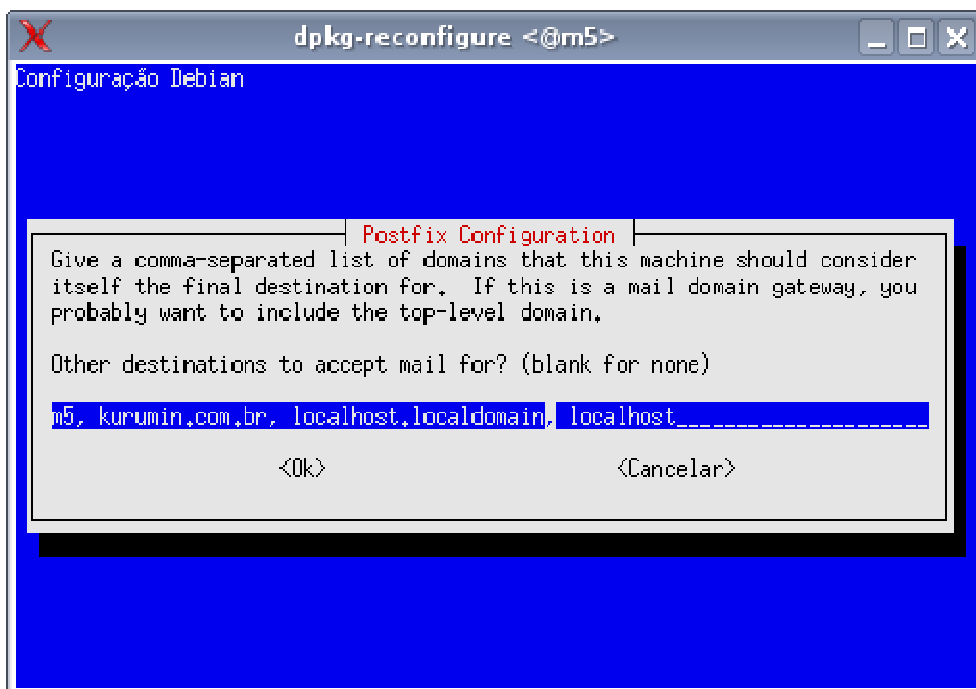 dpkg-reconfigure <@m5>
Configuração Debian
Postfix Configuration
Give a comma-separated list of domains that this machine should consider
itself the final destination for.  If this is a mail domain gateway, you
probably want to include the top-level domain.
Other destinations to accept mail for? (blank for none)
m5, kurumin.com.br, localhost.localdomain, localhost_____________________
<Ok> <Cancelar>